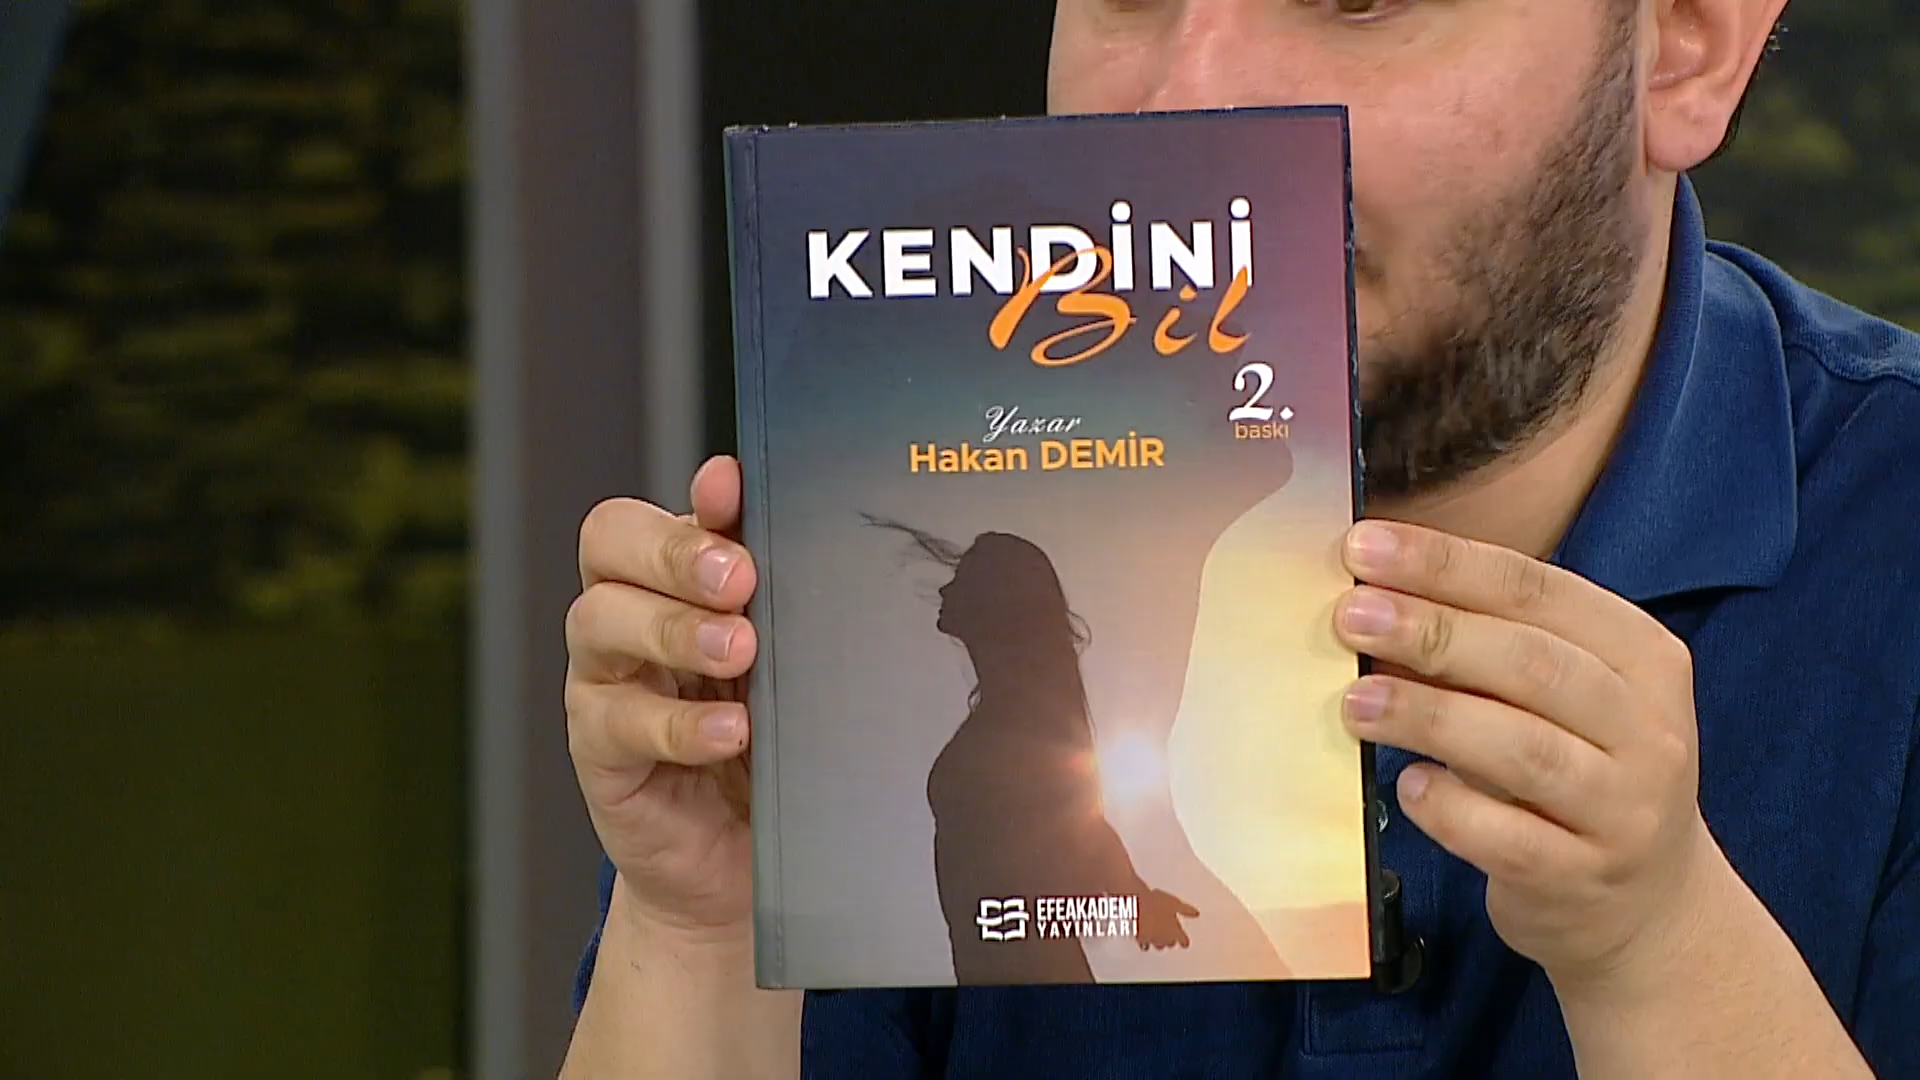 KENDİNİ
Bil
2.
baskı
Yazar
Hakan DEMİR
EFEAKADEMİ
YAYINLARI